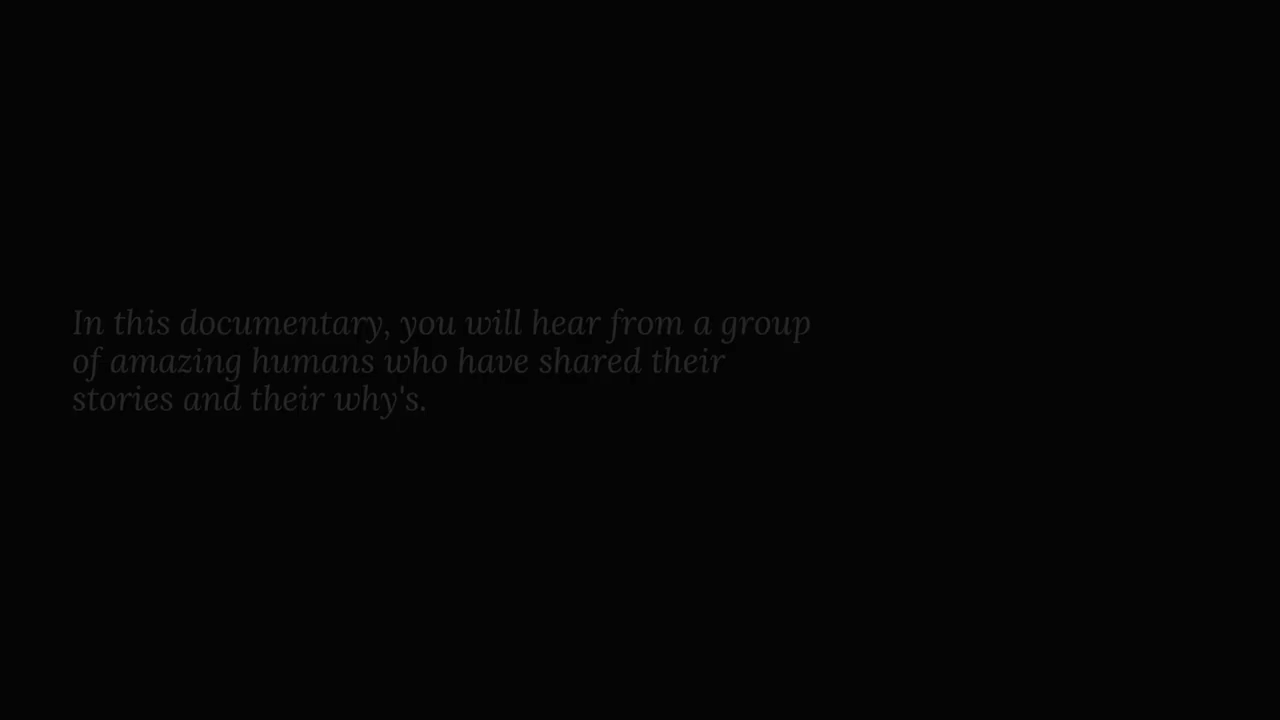 In this documentary, you will hear from a group
of amazing humans who have shared their
stories and their why's.